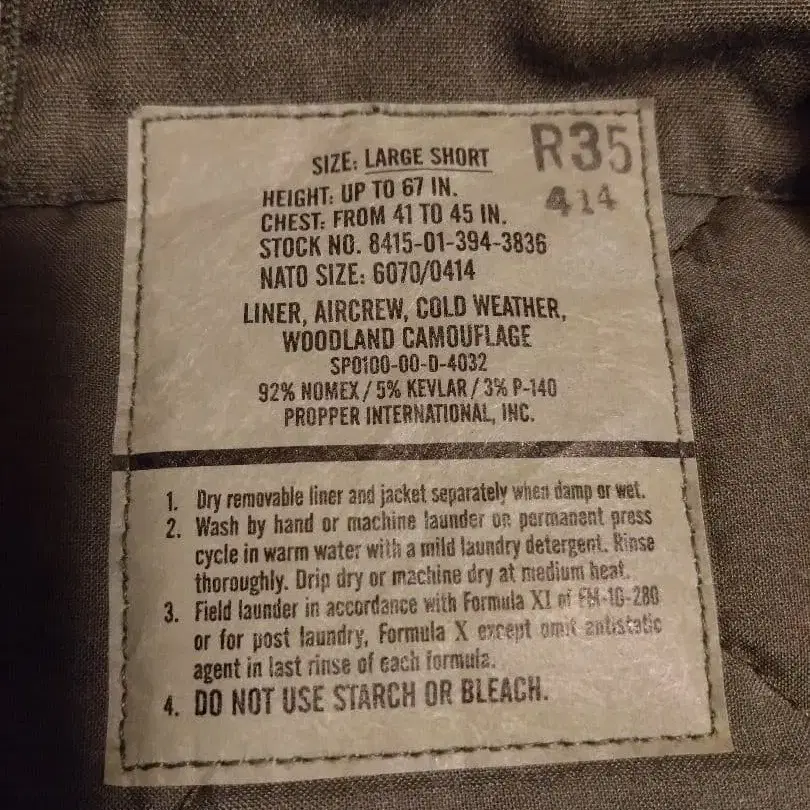 R35
414
SIZE: LARGE SHORT
HEIGHT: UP TO 67 IN.
CHEST: FROM 41 TO 45 IN.
STOCK NO. 8415-01-394-3836
NATO SIZE: 6070/0414
LINER, AIRCREW, COLD WEATHER,
WOODLAND CAMOUFLAGE
SP0100-00-D-4032
92% NOMEX / 5% KEVLAR / 3% P-140
PROPPER INTERNATIONAL, INC.
1. Dry removable liner and jacket separately when damp or wet.
2. Wash by hand or machine launder on permanent press
cycle in warm water with a mild laundry detergent. Rinse
thoroughly. Drip dry or machine dry at medium heat.
3. Field launder in accordance with Formula XI of FM-10-280
or for post laundry, Formula X except omit antistatic
agent in last rinse of each formula.
4. DO NOT USE STARCH OR BLEACH.